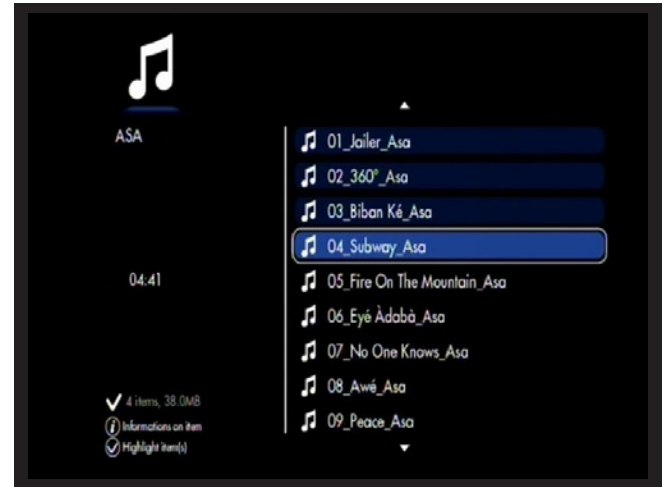 ASA
04:41
4 items, 38.0MB
Informations on item
Highlight item(s)
01_Jailer_Asa
02_360°_Asa
03_Biban Ké_Asa
04_Subway_Asa
05_Fire On The Mountain_Asa
06_Eyé Àdabà_Asa
07_No One Knows_Asa
08_Awé_Asa
09_Peace_Asa